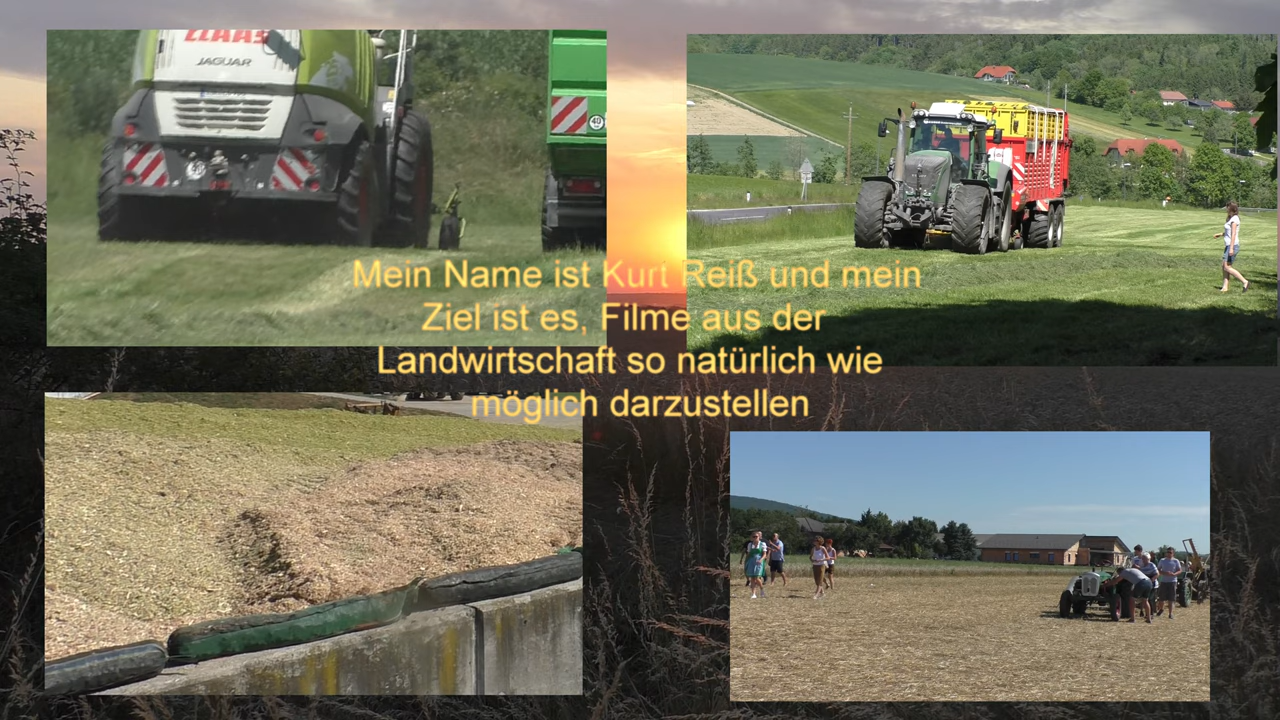 CLAAS
JAGUAR
40
Mein Name ist Kurt Reiß und mein
Ziel ist es, Filme aus der
Landwirtschaft so natürlich wie
möglich darzustellen